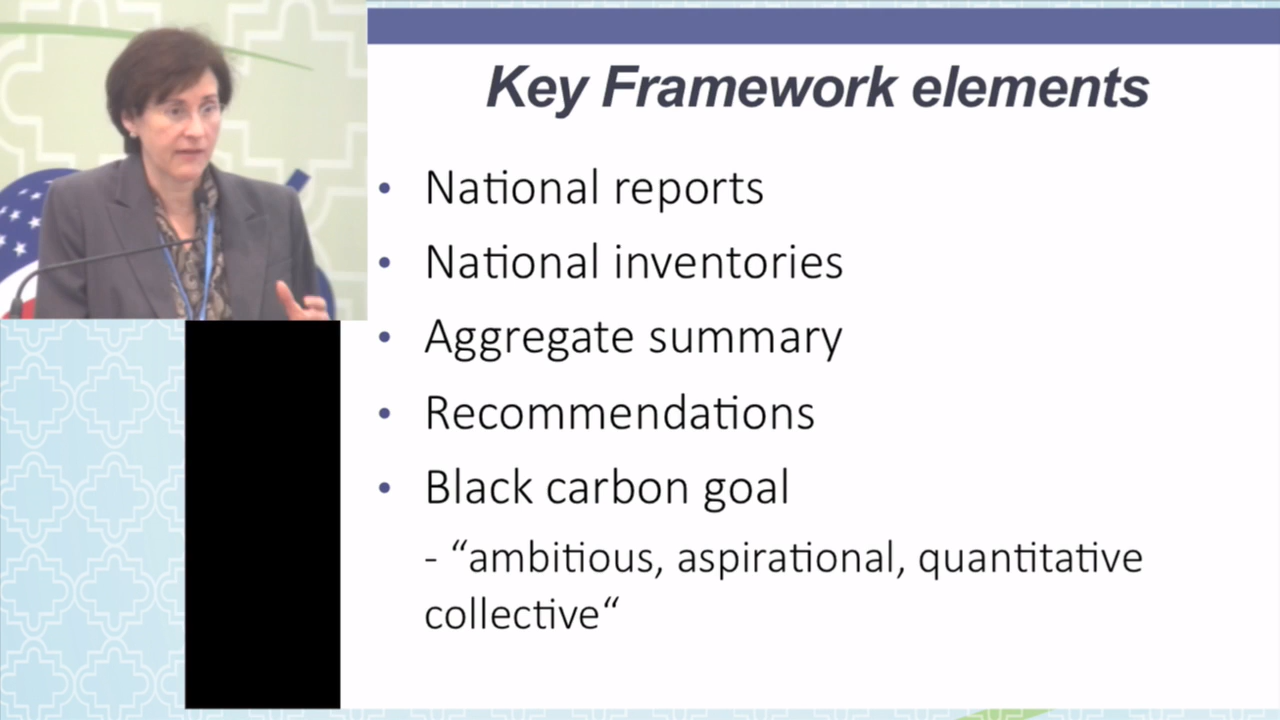 Key Framework elements
• National reports
• National inventories
• Aggregate summary
• Recommendations
• Black carbon goal
- “ambitious, aspirational, quantitative
collective“